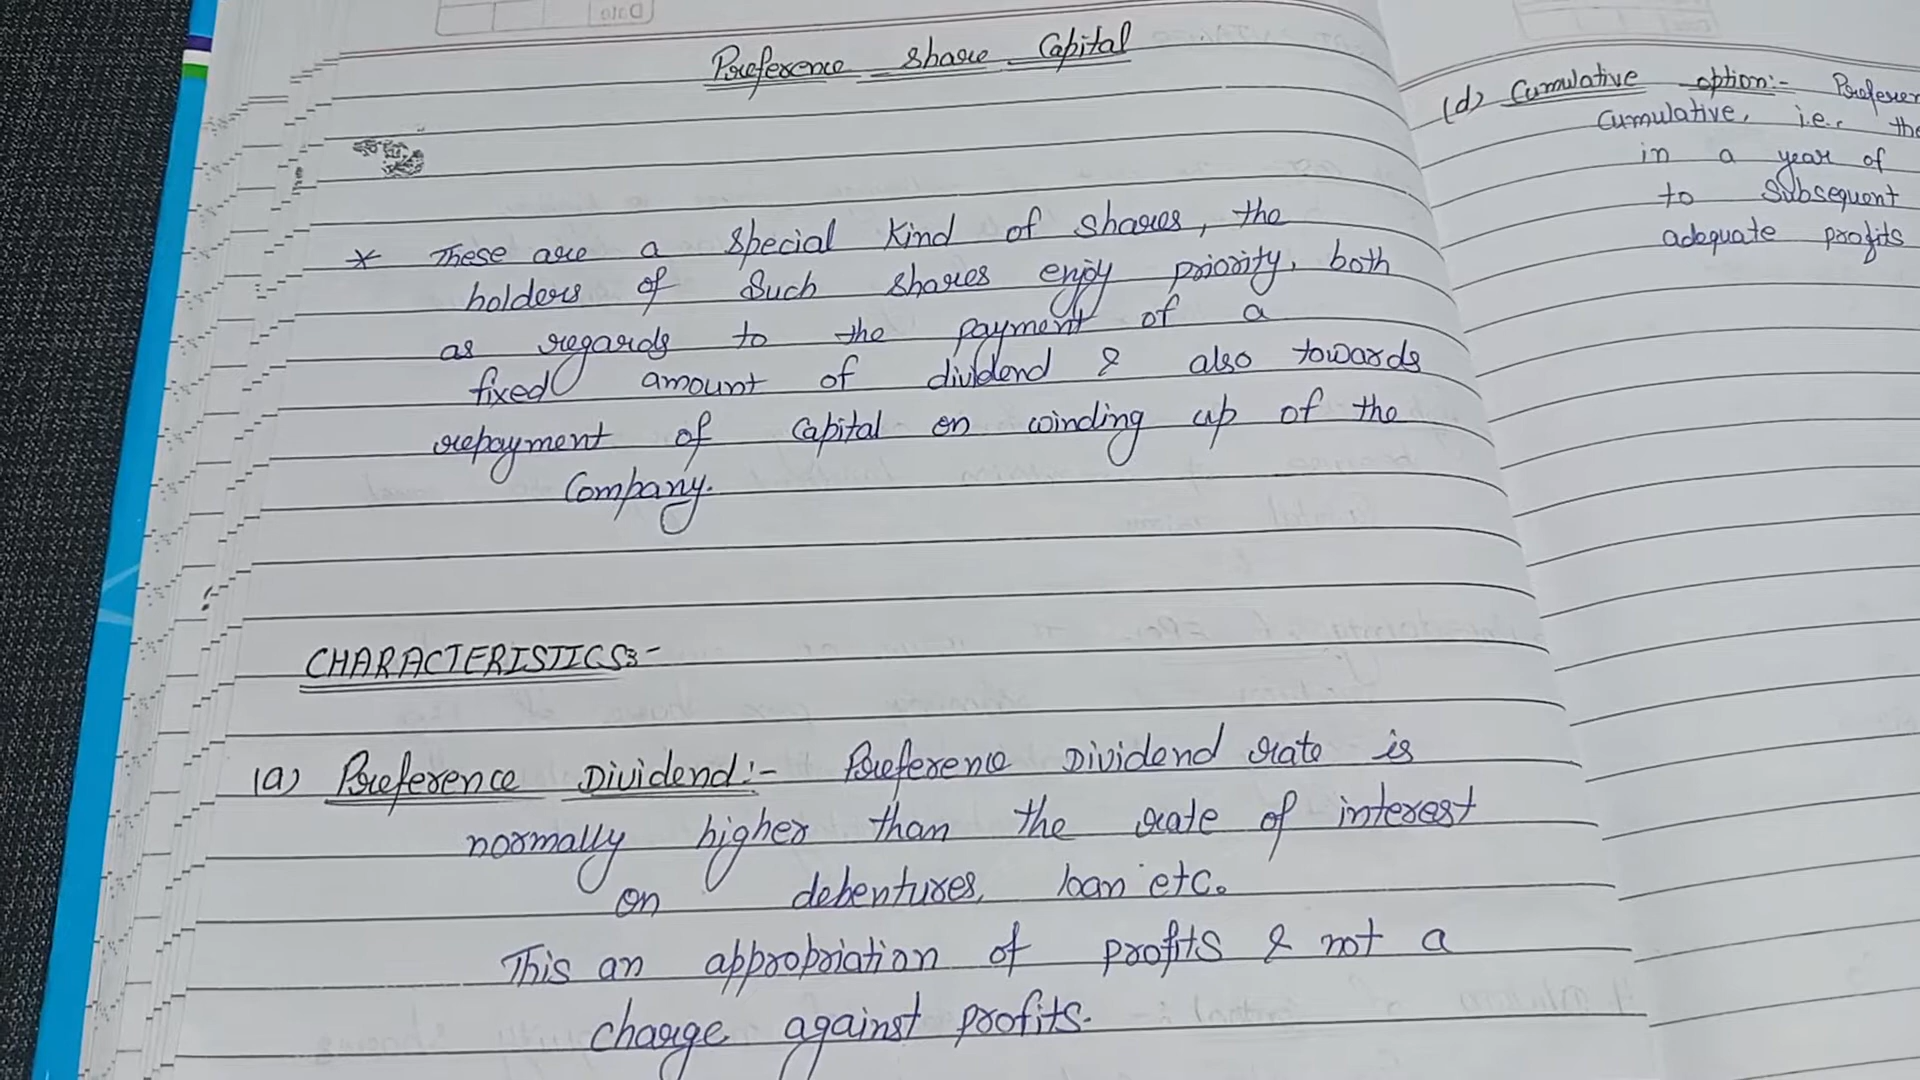 Preference Share Capital
* These are a special kind of shares, the
holders of such shares enjoy priority, both
as regards to the payment of a
fixed amount of dividend & also towards
repayment of capital on winding up of the
Company.
CHARACTERISTICS:-
(a) Preference Dividend:- Preference Dividend rate is
normally higher than the rate of interest
on debentures, loan etc.
This an appropriation of profits & not a
charge against profits.
(d) Cumulative option:- Preferen
Cumulative, i.e. the
in a year of
to subsequent
adequate profits